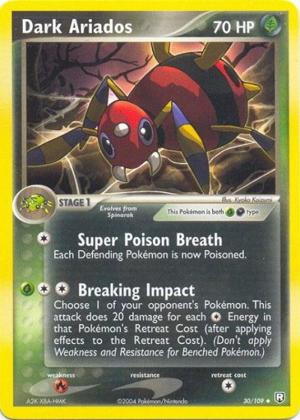 Dark Ariados
70 HP
Illus. Kyoko Koizumi
STAGE 1
Evolves from
Spinarak
This Pokémon is both type
Super Poison Breath
Each Defending Pokémon is now Poisoned.
Breaking Impact
Choose 1 of your opponent's Pokémon. This
attack does 20 damage for each Energy in
that Pokémon's Retreat Cost (after applying
effects to the Retreat Cost). (Don't apply
Weakness and Resistance for Benched Pokémon.)
weakness
resistance
retreat cost
A2K XBA-HMK
©2004 Pokémon/Nintendo
30/109
R